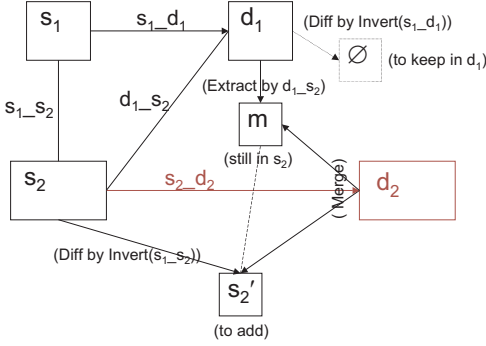 s₁
s₁_d₁
d₁
(Diff by Invert(s₁_d₁))
∅
(to keep in d₁)
(Extract by d₁_s₂)
s₁_s₂
d₁_s₂
m
(still in s₂)
s₂
s₂_d₂
d₂
( Merge)
(Diff by Invert(s₁_s₂))
s₂′
(to add)